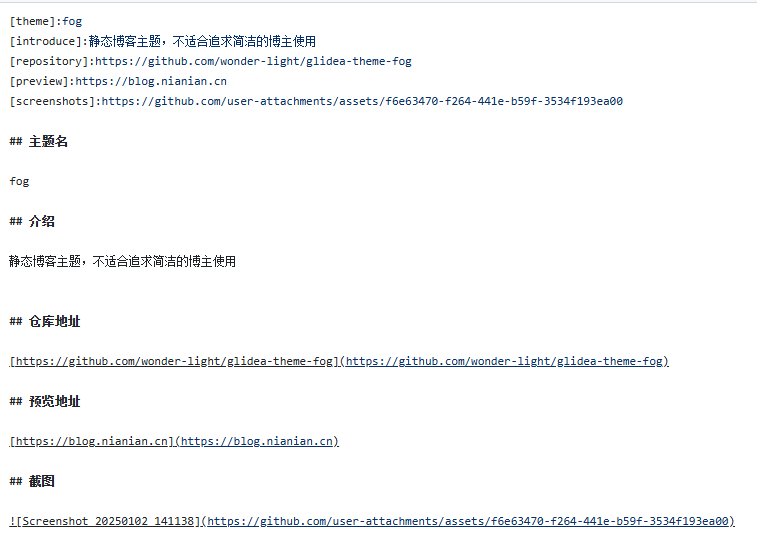 [theme]:fog
[introduce]:静态博客主题，不适合追求简洁的博主使用
[repository]:https://github.com/wonder-light/glidea-theme-fog
[preview]:https://blog.nianian.cn
[screenshots]:https://github.com/user-attachments/assets/f6e63470-f264-441e-b59f-3534f193ea00
## 主题名
fog
## 介绍
静态博客主题，不适合追求简洁的博主使用
## 仓库地址
[https://github.com/wonder-light/glidea-theme-fog](https://github.com/wonder-light/glidea-theme-fog)
## 预览地址
[https://blog.nianian.cn](https://blog.nianian.cn)
## 截图
![Screenshot_20250102_141138](https://github.com/user-attachments/assets/f6e63470-f264-441e-b59f-3534f193ea00)